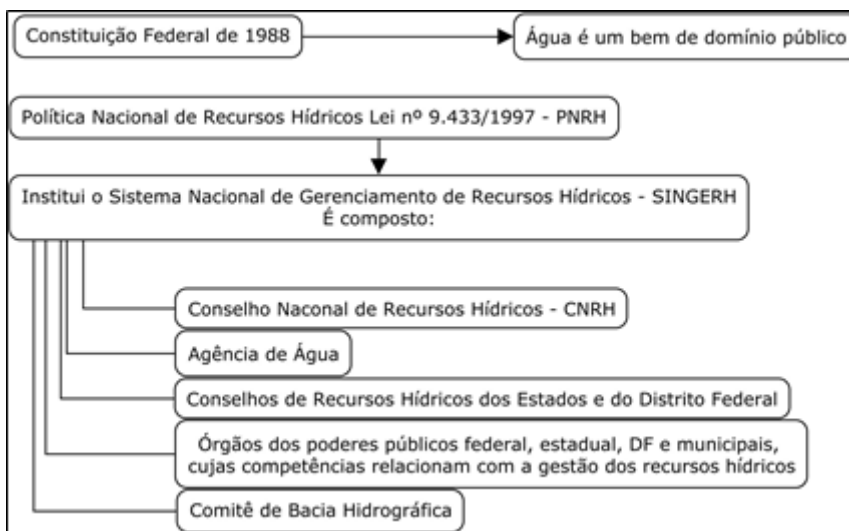 Constituição Federal de 1988
Água é um bem de domínio público
Política Nacional de Recursos Hídricos Lei nº 9.433/1997 - PNRH
Institui o Sistema Nacional de Gerenciamento de Recursos Hídricos - SINGERH
É composto:
Conselho Naconal de Recursos Hídricos - CNRH
Agência de Água
Conselhos de Recursos Hídricos dos Estados e do Distrito Federal
Órgãos dos poderes públicos federal, estadual, DF e municipais,
cujas competências relacionam com a gestão dos recursos hídricos
Comitê de Bacia Hidrográfica